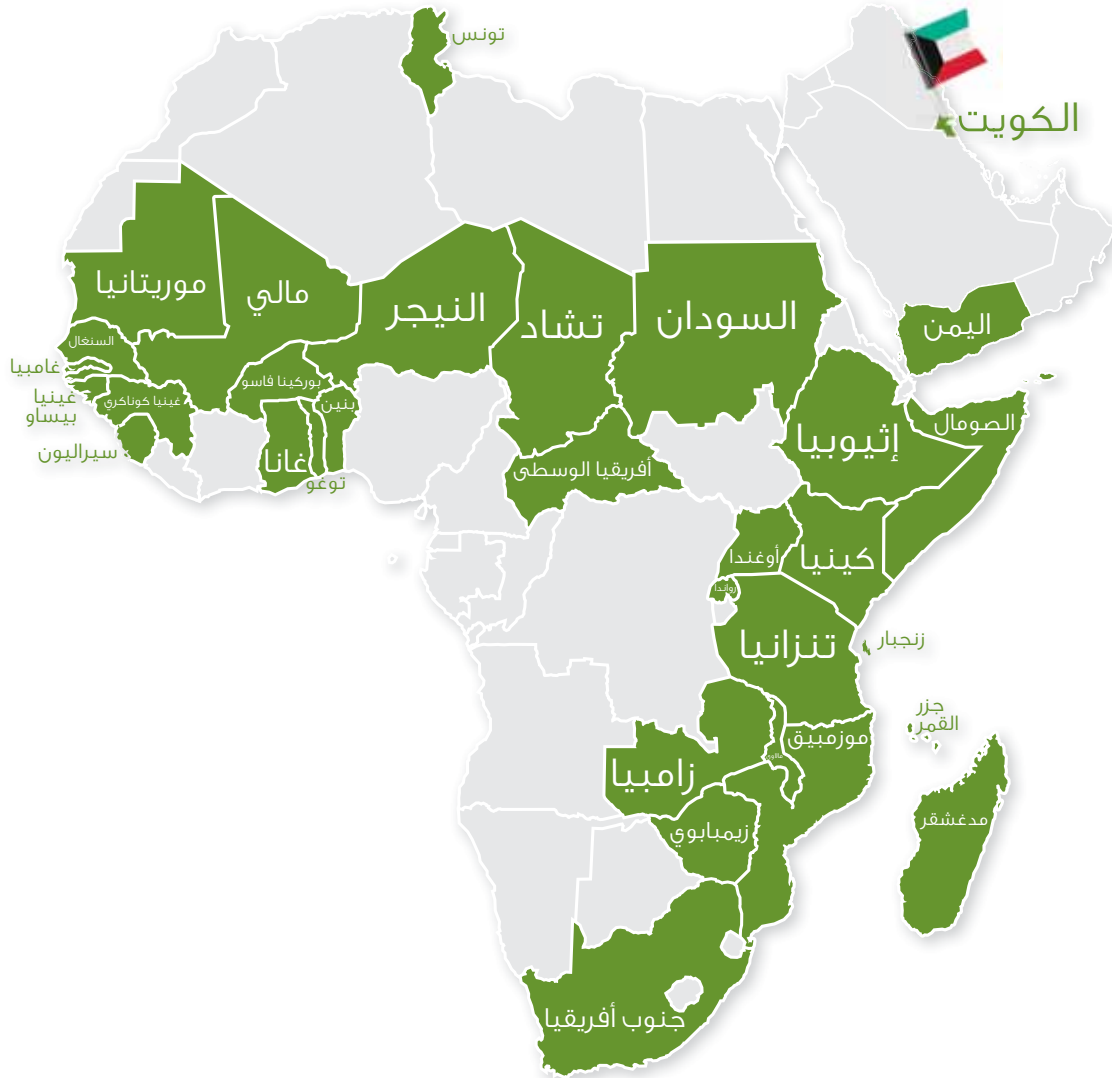 تونس
الكويت
موريتانيا
مالي
النيجر
تشاد
السودان
اليمن
السنغال
غامبيا
غينيا
بيساو
غينيا كوناكري
بوركينا فاسو
بنين
سيراليون
غانا
توغو
أفريقيا الوسطى
إثيوبيا
الصومال
أوغندا
كينيا
رواندا
تنزانيا
زنجبار
جزر
القمر
موزمبيق
زامبيا
زيمبابوي
مدغشقر
جنوب أفريقيا